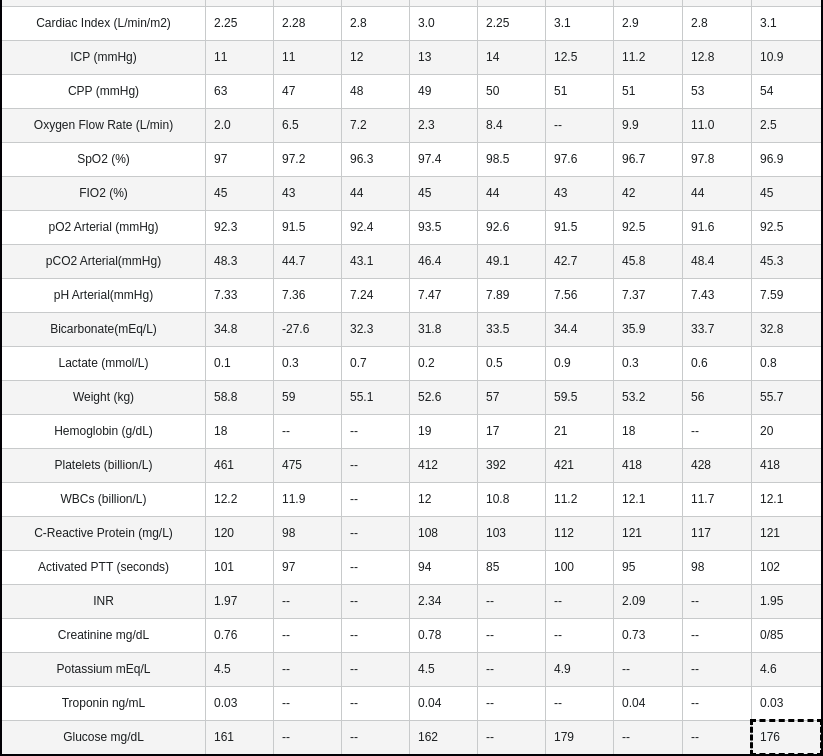 Cardiac Index (L/min/m2) 2.25 2.28 2.8 3.0 2.25 3.1 2.9 2.8 3.1
ICP (mmHg) 11 11 12 13 14 12.5 11.2 12.8 10.9
CPP (mmHg) 63 47 48 49 50 51 51 53 54
Oxygen Flow Rate (L/min) 2.0 6.5 7.2 2.3 8.4 -- 9.9 11.0 2.5
SpO2 (%) 97 97.2 96.3 97.4 98.5 97.6 96.7 97.8 96.9
FIO2 (%) 45 43 44 45 44 43 42 44 45
pO2 Arterial (mmHg) 92.3 91.5 92.4 93.5 92.6 91.5 92.5 91.6 92.5
pCO2 Arterial(mmHg) 48.3 44.7 43.1 46.4 49.1 42.7 45.8 48.4 45.3
pH Arterial(mmHg) 7.33 7.36 7.24 7.47 7.89 7.56 7.37 7.43 7.59
Bicarbonate(mEq/L) 34.8 -27.6 32.3 31.8 33.5 34.4 35.9 33.7 32.8
Lactate (mmol/L) 0.1 0.3 0.7 0.2 0.5 0.9 0.3 0.6 0.8
Weight (kg) 58.8 59 55.1 52.6 57 59.5 53.2 56 55.7
Hemoglobin (g/dL) 18 -- -- 19 17 21 18 -- 20
Platelets (billion/L) 461 475 -- 412 392 421 418 428 418
WBCs (billion/L) 12.2 11.9 -- 12 10.8 11.2 12.1 11.7 12.1
C-Reactive Protein (mg/L) 120 98 -- 108 103 112 121 117 121
Activated PTT (seconds) 101 97 -- 94 85 100 95 98 102
INR 1.97 -- -- 2.34 -- -- 2.09 -- 1.95
Creatinine mg/dL 0.76 -- -- 0.78 -- -- 0.73 -- 0/85
Potassium mEq/L 4.5 -- -- 4.5 -- 4.9 -- -- 4.6
Troponin ng/mL 0.03 -- -- 0.04 -- -- 0.04 -- 0.03
Glucose mg/dL 161 -- -- 162 -- 179 -- -- 176